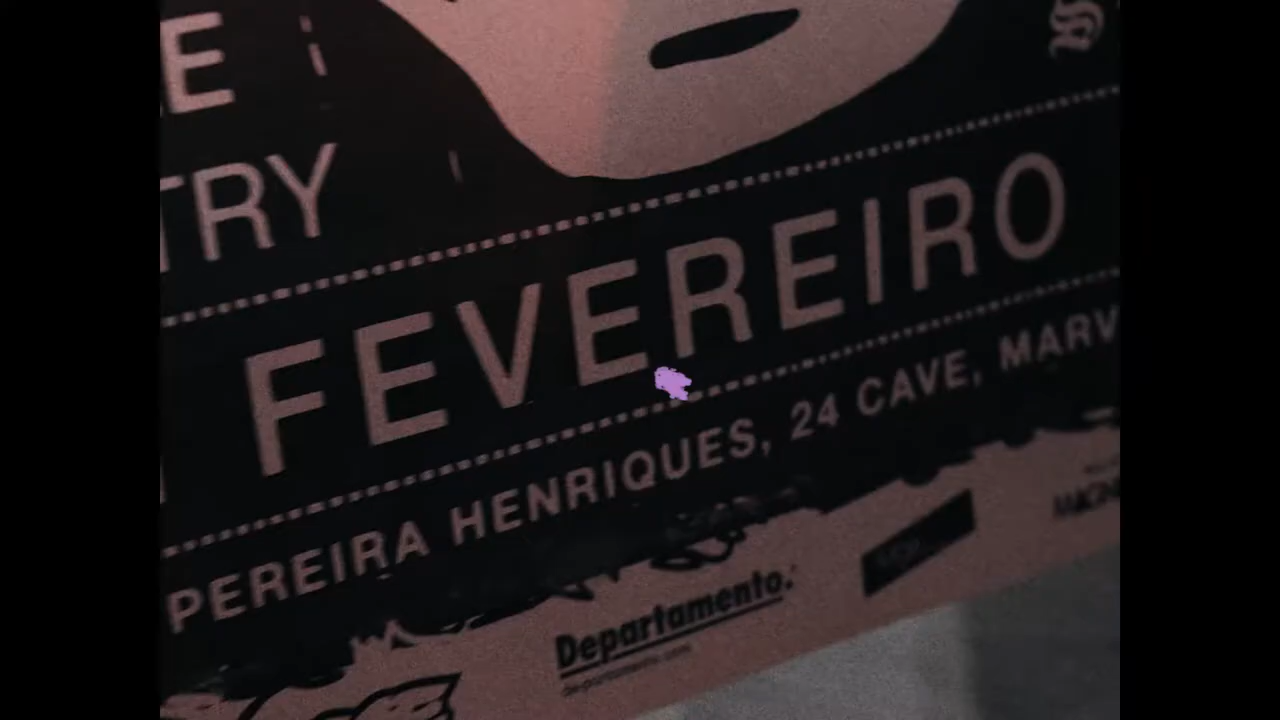 E
TRY
FEVEREIRO
PEREIRA HENRIQUES, 24 CAVE, MARV
Departamento.